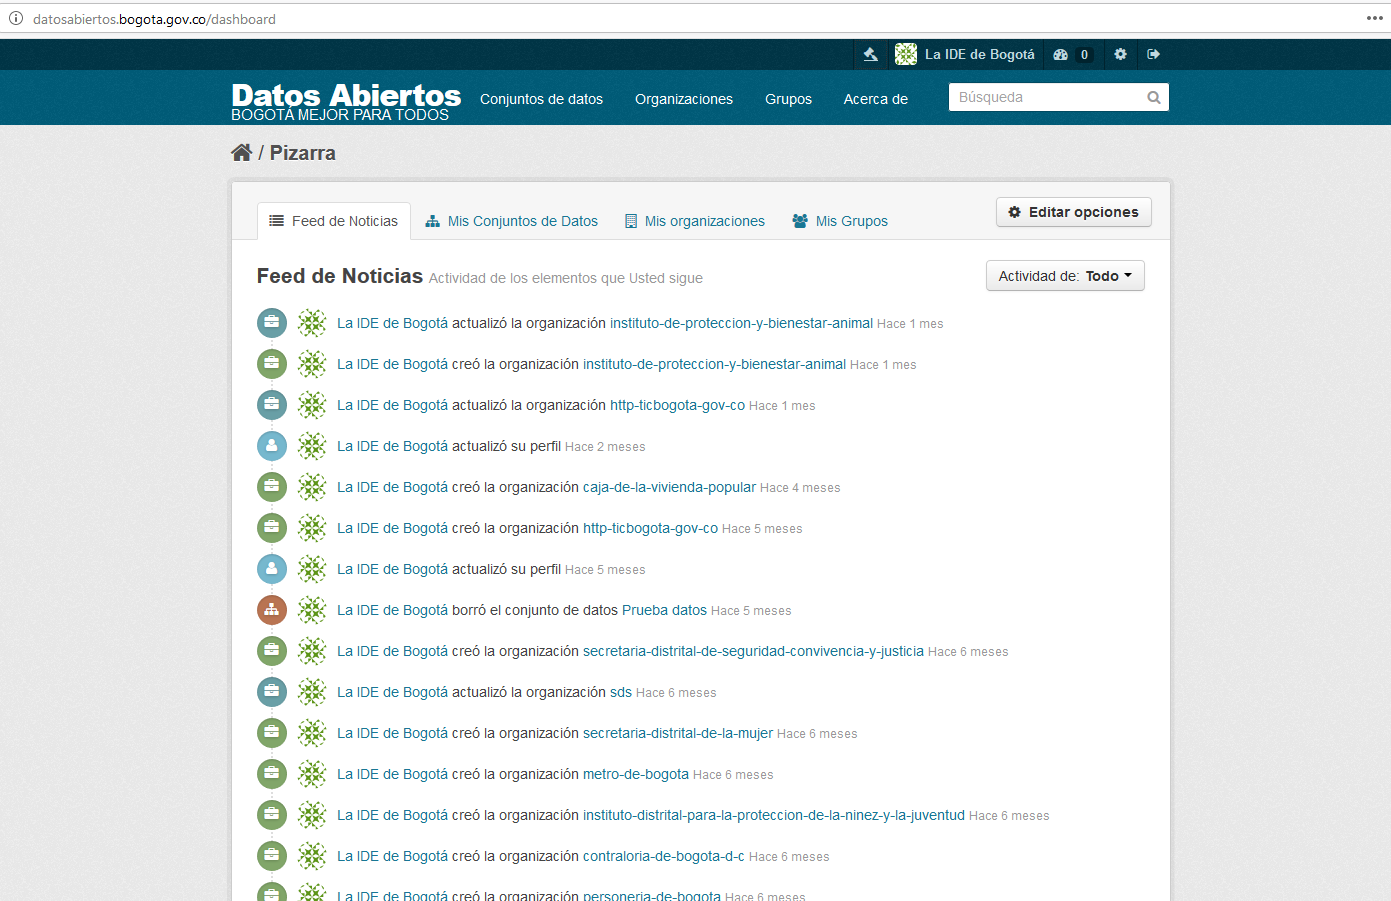 datosabiertos.bogota.gov.co/dashboard
La IDE de Bogotá 0
Datos Abiertos
BOGOTA MEJOR PARA TODOS
Conjuntos de datos Organizaciones Grupos Acerca de Búsqueda
/ Pizarra
Feed de Noticias Mis Conjuntos de Datos Mis organizaciones Mis Grupos Editar opciones
Feed de Noticias Actividad de los elementos que Usted sigue Actividad de: Todo
La IDE de Bogotá actualizó la organización instituto-de-proteccion-y-bienestar-animal Hace 1 mes
La IDE de Bogotá creó la organización instituto-de-proteccion-y-bienestar-animal Hace 1 mes
La IDE de Bogotá actualizó la organización http-ticbogota-gov-co Hace 1 mes
La IDE de Bogotá actualizó su perfil Hace 2 meses
La IDE de Bogotá creó la organización caja-de-la-vivienda-popular Hace 4 meses
La IDE de Bogotá creó la organización http-ticbogota-gov-co Hace 5 meses
La IDE de Bogotá actualizó su perfil Hace 5 meses
La IDE de Bogotá borró el conjunto de datos Prueba datos Hace 5 meses
La IDE de Bogotá creó la organización secretaria-distrital-de-seguridad-convivencia-y-justicia Hace 6 meses
La IDE de Bogotá actualizó la organización sds Hace 6 meses
La IDE de Bogotá creó la organización secretaria-distrital-de-la-mujer Hace 6 meses
La IDE de Bogotá creó la organización metro-de-bogota Hace 6 meses
La IDE de Bogotá creó la organización instituto-distrital-para-la-proteccion-de-la-ninez-y-la-juventud Hace 6 meses
La IDE de Bogotá creó la organización contraloria-de-bogota-d-c Hace 6 meses
La IDE de Bogotá creó la organización personeria-de-bogota Hace 6 meses